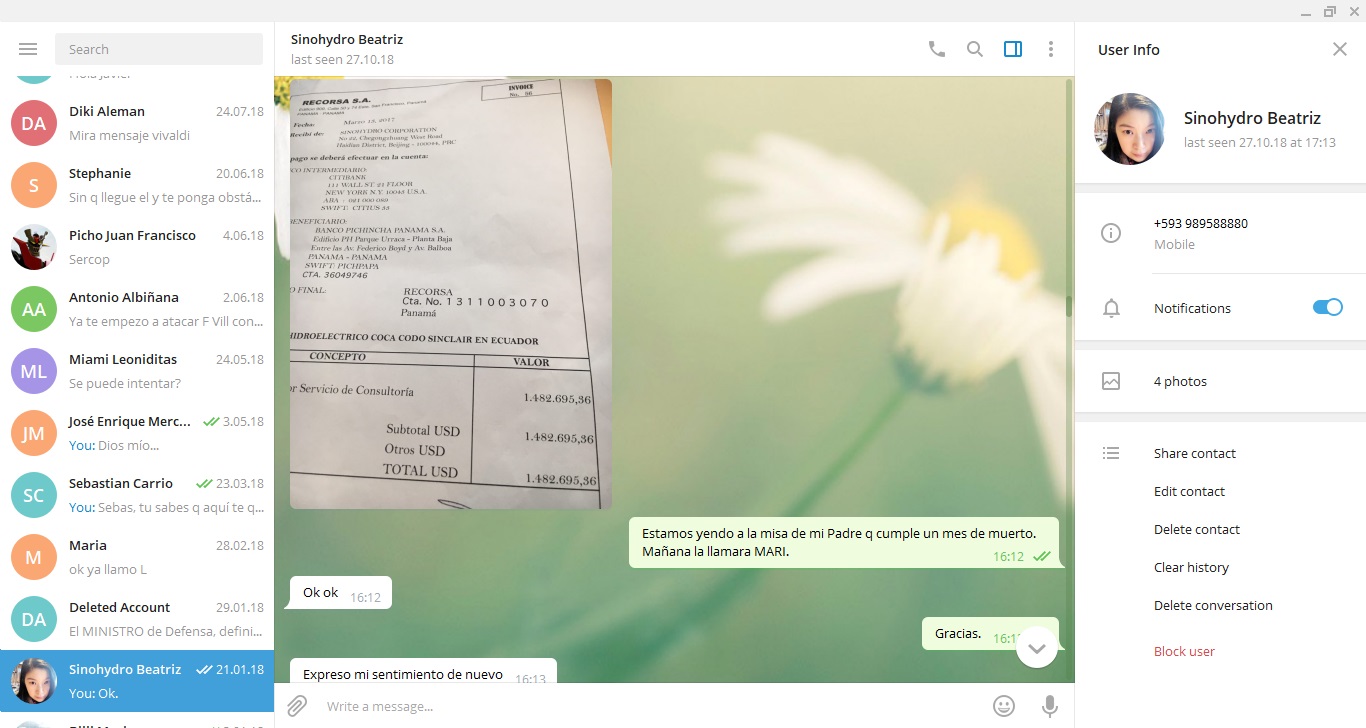 Search
Diki Aleman 24.07.18
DA
Mira mensaje vivaldi
Stephanie 20.06.18
S
Sin q llegue el y te ponga obstá...
Picho Juan Francisco 4.06.18
Sercop
Antonio Albiñana 2.06.18
AA
Ya te empezo a atacar F Vill con...
Miami Leoniditas 24.05.18
ML
Se puede intentar?
José Enrique Merc... 3.05.18
JM
You: Dios mío...
Sebastian Carrio 23.03.18
SC
You: Sebas, tu sabes q aquí te q...
Maria 28.02.18
M
ok ya llamo L
Deleted Account 29.01.18
DA
El MINISTRO de Defensa, defini...
Sinohydro Beatriz 21.01.18
You: Ok.
Sinohydro Beatriz
last seen 27.10.18
RECORSA S.A.
INVOICE
No. 56
PANAMA - PANAMA
Fecha: Marzo 13, 2017
Recibí de: SINOHYDRO CORPORATION
No 22, Chegongzhuang West Road
Haidian District, Beijing - 100044, PRC
pago se deberá efectuar en la cuenta:
CO INTERMEDIARIO:
CITIBANK
111 WALL ST 21 FLOOR
NEW YORK N.Y. 10043 U.S.A.
ABA - 021 000 089
SWIFT: CITIUS 33
BENEFICIARIO:
BANCO PICHINCHA PANAMA S.A.
Edificio PH Parque Urraca - Planta Baja
Entre las Av. Federico Boyd y Av. Balboa
PANAMA - PANAMA
SWIFT: PICHPAPA
CTA. 36049746
O FINAL: RECORSA
Cta. No. 1311003070
Panamá
HIDROELECTRICO COCA CODO SINCLAIR EN ECUADOR
CONCEPTO VALOR
or Servicio de Consultoría 1.482.695,36
Subtotal USD 1.482.695,36
Otros USD
TOTAL USD 1.482.695,36
Estamos yendo a la misa de mi Padre q cumple un mes de muerto.
Mañana la llamara MARI.
16:12
Ok ok 16:12
Gracias.
Expreso mi sentimiento de nuevo 16:13
Write a message...
User Info
Sinohydro Beatriz
last seen 27.10.18 at 17:13
+593 989588880
Mobile
Notifications
4 photos
Share contact
Edit contact
Delete contact
Clear history
Delete conversation
Block user